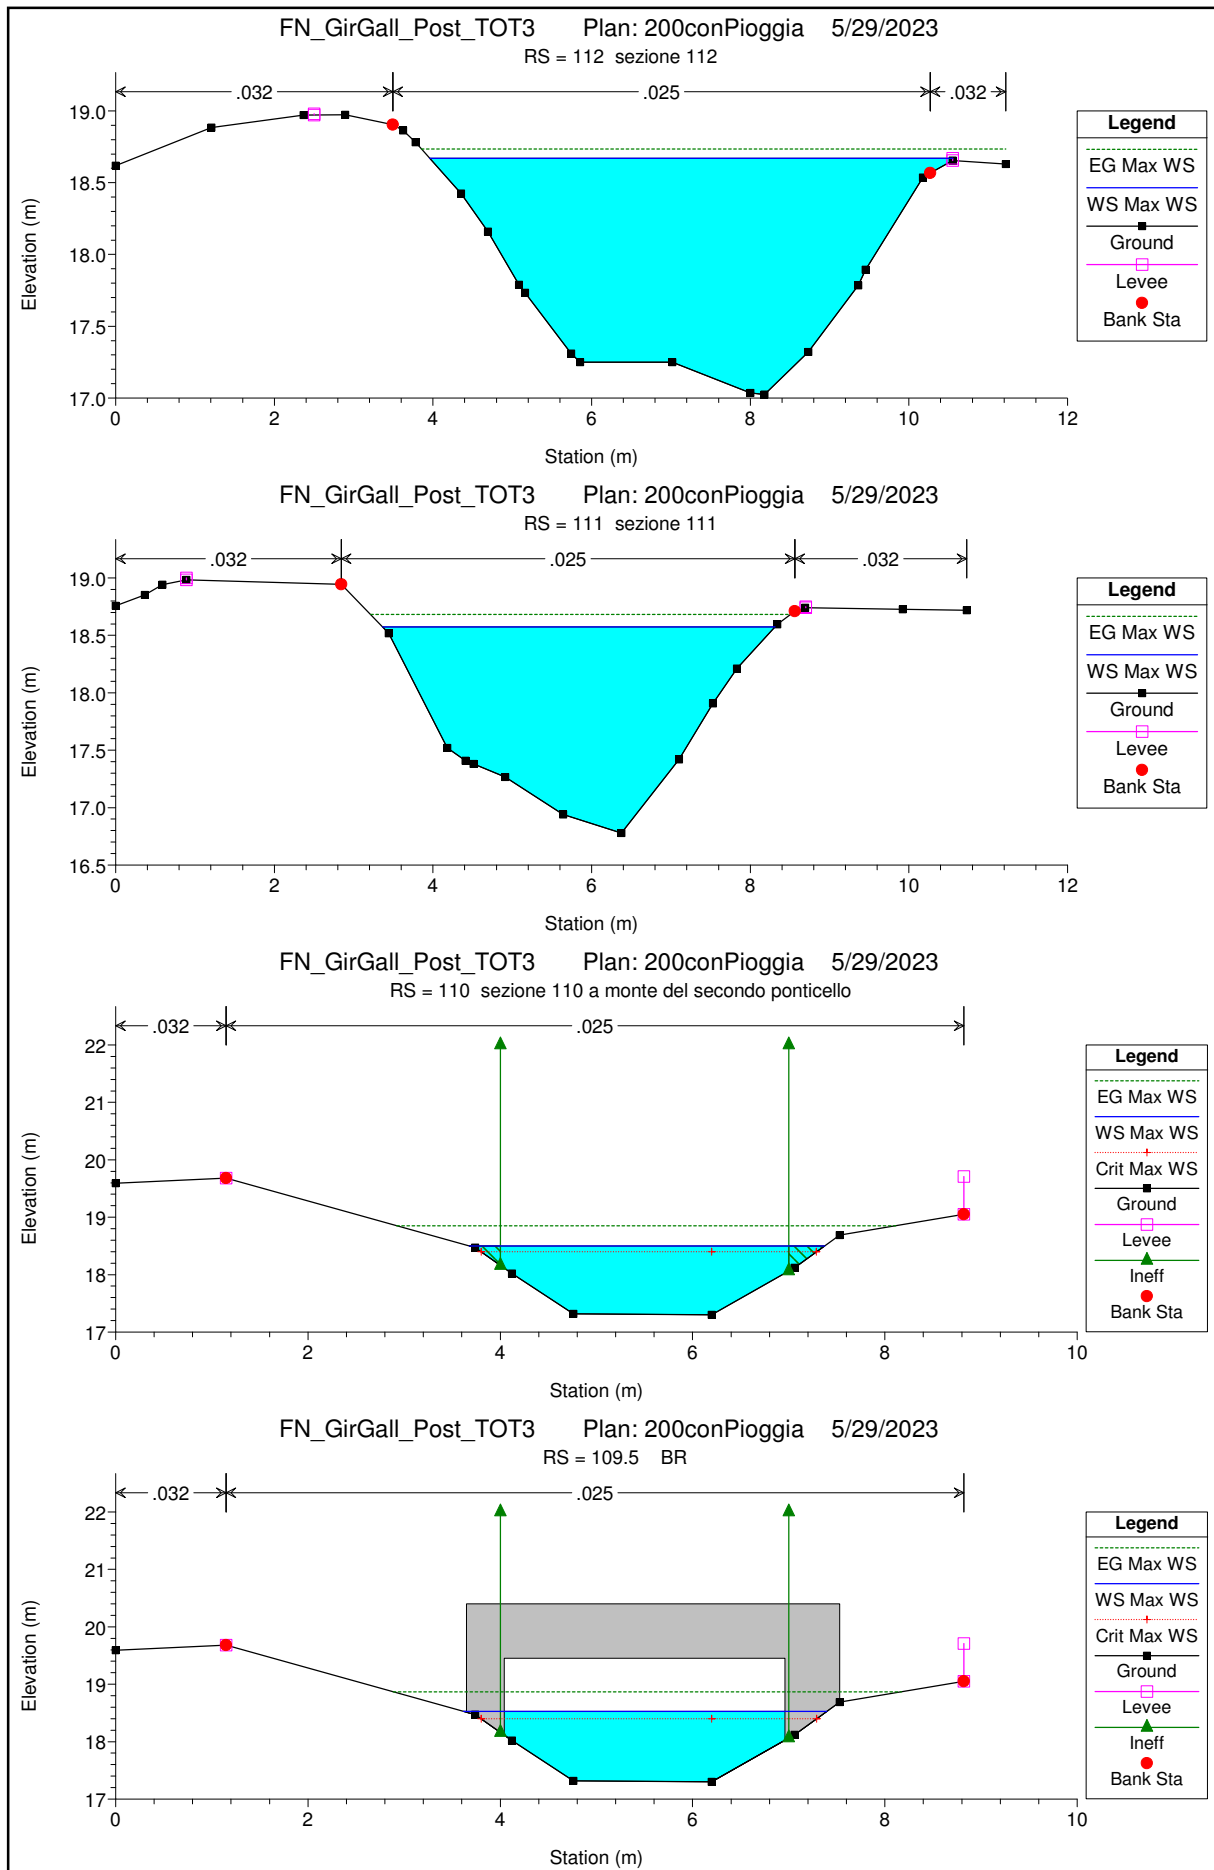 FN_GirGall_Post_TOT3 Plan: 200conPioggia 5/29/2023
RS = 112 sezione 112
.032 .025 .032
19.0
18.5
18.0
17.5
17.0
Elevation (m)
0 2 4 6 8 10 12
Station (m)
Legend
EG Max WS
WS Max WS
Ground
Levee
Bank Sta
FN_GirGall_Post_TOT3 Plan: 200conPioggia 5/29/2023
RS = 111 sezione 111
.032 .025 .032
19.0
18.5
18.0
17.5
17.0
16.5
Elevation (m)
0 2 4 6 8 10 12
Station (m)
Legend
EG Max WS
WS Max WS
Ground
Levee
Bank Sta
FN_GirGall_Post_TOT3 Plan: 200conPioggia 5/29/2023
RS = 110 sezione 110 a monte del secondo ponticello
.032 .025
22
21
20
19
18
17
Elevation (m)
0 2 4 6 8 10
Station (m)
Legend
EG Max WS
WS Max WS
Crit Max WS
Ground
Levee
Ineff
Bank Sta
FN_GirGall_Post_TOT3 Plan: 200conPioggia 5/29/2023
RS = 109.5 BR
.032 .025
22
21
20
19
18
17
Elevation (m)
0 2 4 6 8 10
Station (m)
Legend
EG Max WS
WS Max WS
Crit Max WS
Ground
Levee
Ineff
Bank Sta